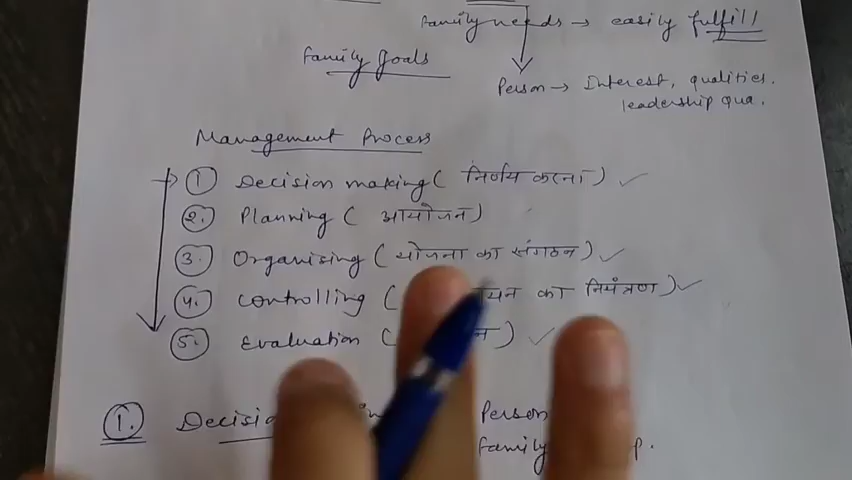 Family needs → easily fulfill
Family Goals
Person → Interest, qualities.
leadership qua.
Management Process
1 Decision making ( निर्णय करना ) ✓
2. Planning ( आयोजन )
3. Organising ( योजना का संगठन ) ✓
4. Controlling ( का नियंत्रण ) ✓
5. Evaluation ( ) ✓
1. Person
family